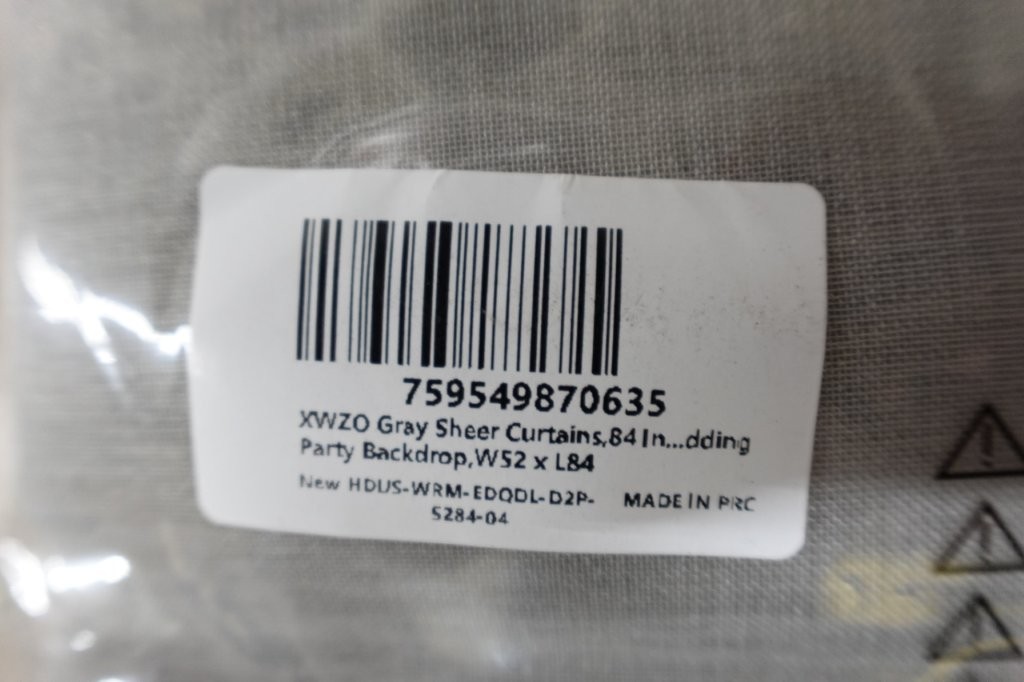 759549870635
XWZO Gray Sheer Curtains,84 In...dding
Party Backdrop,W52 x L84
New HDUS-WRM-EDQDL-D2P-
5284-04
MADE IN PRC